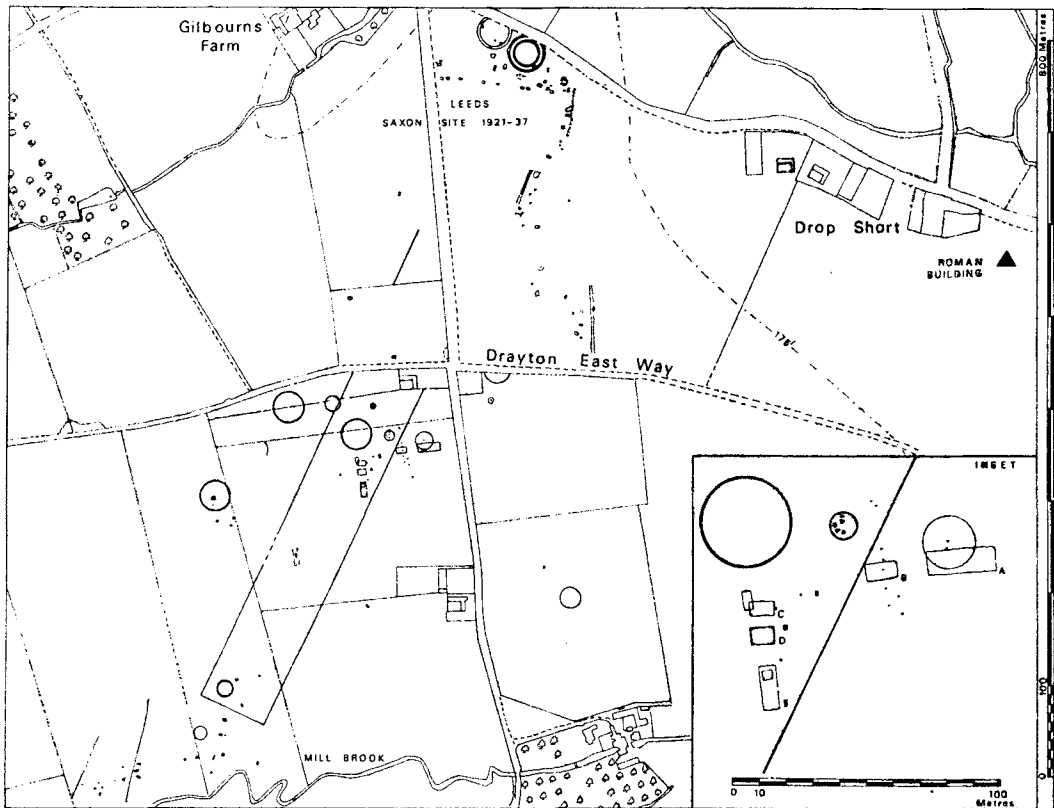 Gilbourns
Farm
LEEDS
SAXON SITE 1921-37
Drop Short
ROMAN
BUILDING
Drayton East Way
176'
MILL BROOK
INSET
A
B
C
D
0 10 100
Metres
800 Metres
100
0